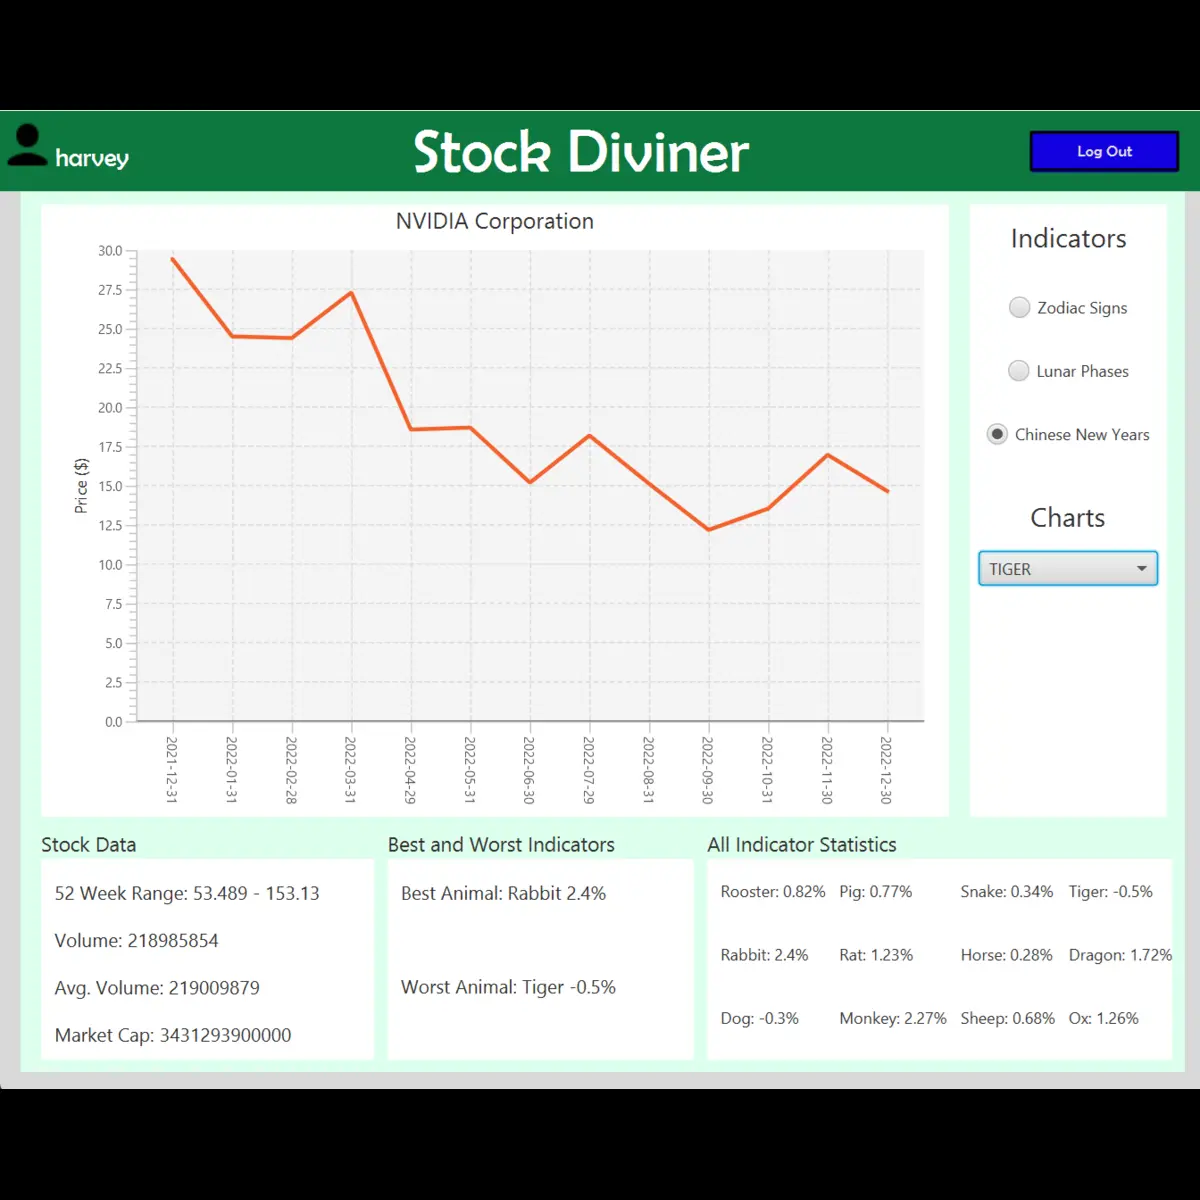 harvey
Stock Diviner
Log Out
NVIDIA Corporation
Price ($)
30.0
27.5
25.0
22.5
20.0
17.5
15.0
12.5
10.0
7.5
5.0
2.5
0.0
2021-12-31
2022-01-31
2022-02-28
2022-03-31
2022-04-29
2022-05-31
2022-06-30
2022-07-29
2022-08-31
2022-09-30
2022-10-31
2022-11-30
2022-12-30
Indicators
Zodiac Signs
Lunar Phases
Chinese New Years
Charts
TIGER
Stock Data
52 Week Range: 53.489 - 153.13
Volume: 218985854
Avg. Volume: 219009879
Market Cap: 3431293900000
Best and Worst Indicators
Best Animal: Rabbit 2.4%
Worst Animal: Tiger -0.5%
All Indicator Statistics
Rooster: 0.82% Pig: 0.77% Snake: 0.34% Tiger: -0.5%
Rabbit: 2.4% Rat: 1.23% Horse: 0.28% Dragon: 1.72%
Dog: -0.3% Monkey: 2.27% Sheep: 0.68% Ox: 1.26%